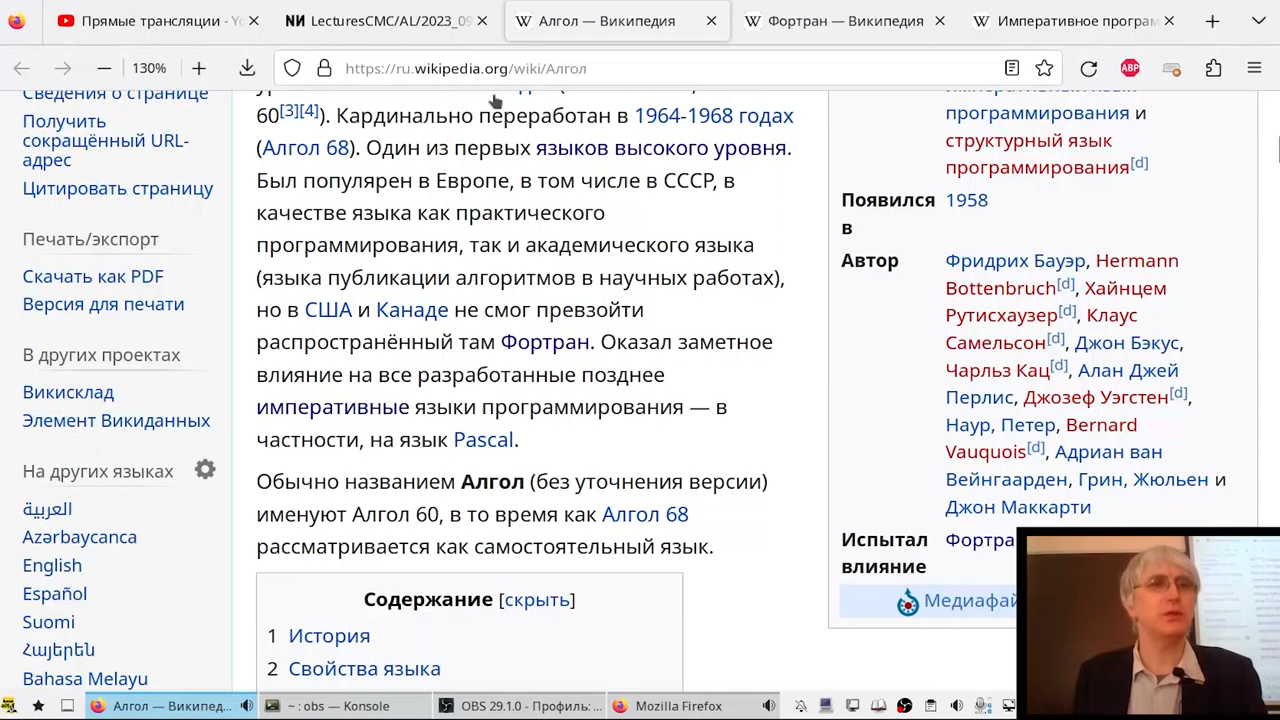 Прямые трансляции - Yo
LecturesCMC/AL/2023_09
Алгол — Википедия
Фортран — Википедия
Императивное програм
130%
https://ru.wikipedia.org/wiki/Алгол
ABP
Сведения о странице
Получить
сокращённый URL-
адрес
Цитировать страницу
Печать/экспорт
Скачать как PDF
Версия для печати
В других проектах
Викисклад
Элемент Викиданных
На других языках
العربية
Azərbaycanca
English
Español
Suomi
Հայերեն
Bahasa Melayu
60[3][4]). Кардинально переработан в 1964-1968 годах
(Алгол 68). Один из первых языков высокого уровня.
Был популярен в Европе, в том числе в СССР, в
качестве языка как практического
программирования, так и академического языка
(языка публикации алгоритмов в научных работах),
но в США и Канаде не смог превзойти
распространённый там Фортран. Оказал заметное
влияние на все разработанные позднее
императивные языки программирования — в
частности, на язык Pascal.
Обычно названием Алгол (без уточнения версии)
именуют Алгол 60, в то время как Алгол 68
рассматривается как самостоятельный язык.
Содержание [скрыть]
1 История
2 Свойства языка
программирования и
структурный язык
программирования[d]
Появился
в
1958
Автор
Фридрих Бауэр, Hermann
Bottenbruch[d], Хайнцем
Рутисхаузер[d], Клаус
Самельсон[d], Джон Бэкус,
Чарльз Кац[d], Алан Джей
Перлис, Джозеф Уэгстен[d],
Наур, Петер, Bernard
Vauquois[d], Адриан ван
Вейнгаарден, Грин, Жюльен и
Джон Маккарти
Испытал
влияние
Фортра
Медиафай
Алгол — Википед...
~ : obs — Konsole
OBS 29.1.0 - Профиль: ...
Mozilla Firefox